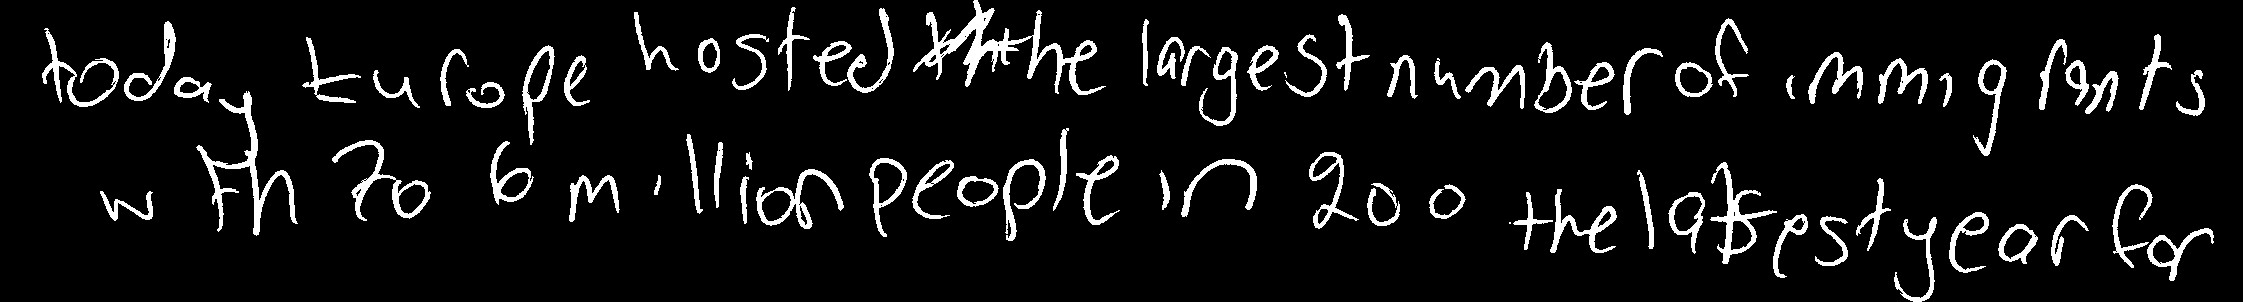 today Europe hosted the largest number of immigrants
with 70 6 million people in 200 the latest year for